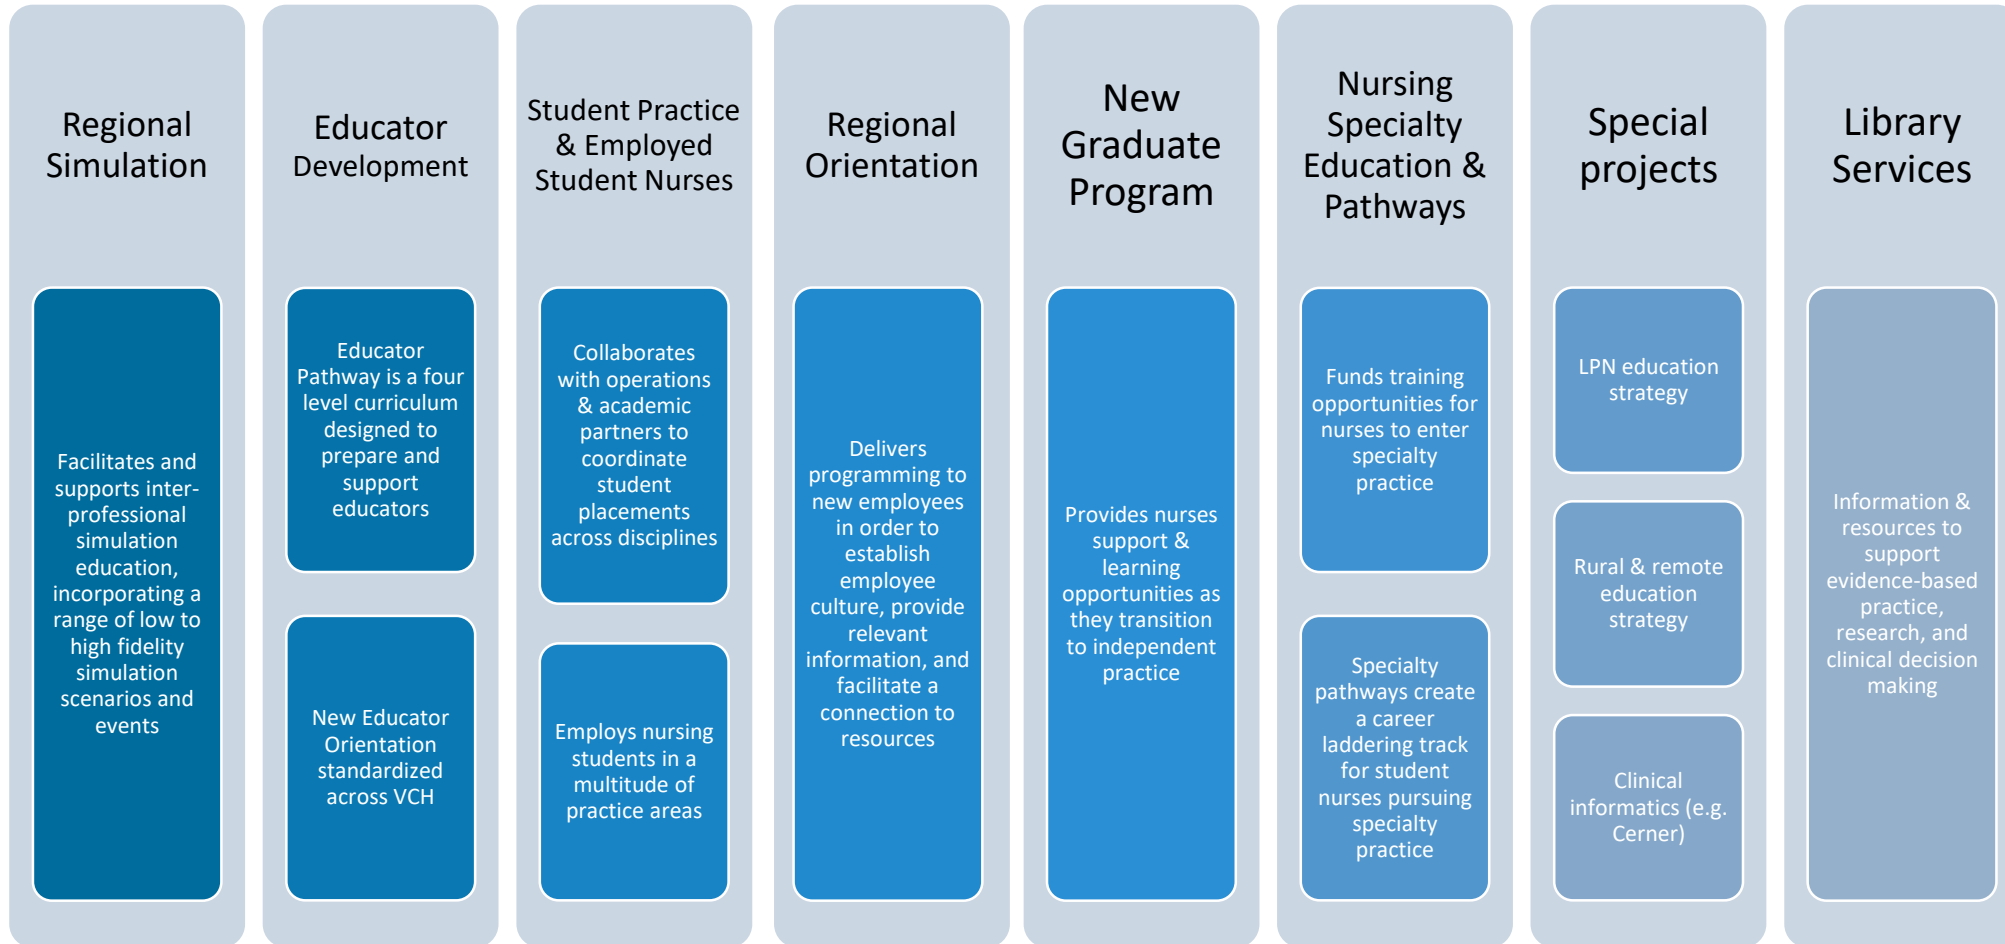 Regional
Simulation
Facilitates and
supports inter-
professional
simulation
education,
incorporating a
range of low to
high fidelity
simulation
scenarios and
events
Educator
Development
Educator
Pathway is a four
level curriculum
designed to
prepare and
support
educators
New Educator
Orientation
standardized
across VCH
Student Practice
& Employed
Student Nurses
Collaborates
with operations
& academic
partners to
coordinate
student
placements
across disciplines
Employs nursing
students in a
multitude of
practice areas
Regional
Orientation
Delivers
programming to
new employees
in order to
establish
employee
culture, provide
relevant
information, and
facilitate a
connection to
resources
New
Graduate
Program
Provides nurses
support &
learning
opportunities as
they transition
to independent
practice
Nursing
Specialty
Education &
Pathways
Funds training
opportunities for
nurses to enter
specialty
practice
Specialty
pathways create
a career
laddering track
for student
nurses pursuing
specialty
practice
Special
projects
LPN education
strategy
Rural & remote
education
strategy
Clinical
informatics (e.g.
Cerner)
Library
Services
Information &
resources to
support
evidence-based
practice,
research, and
clinical decision
making